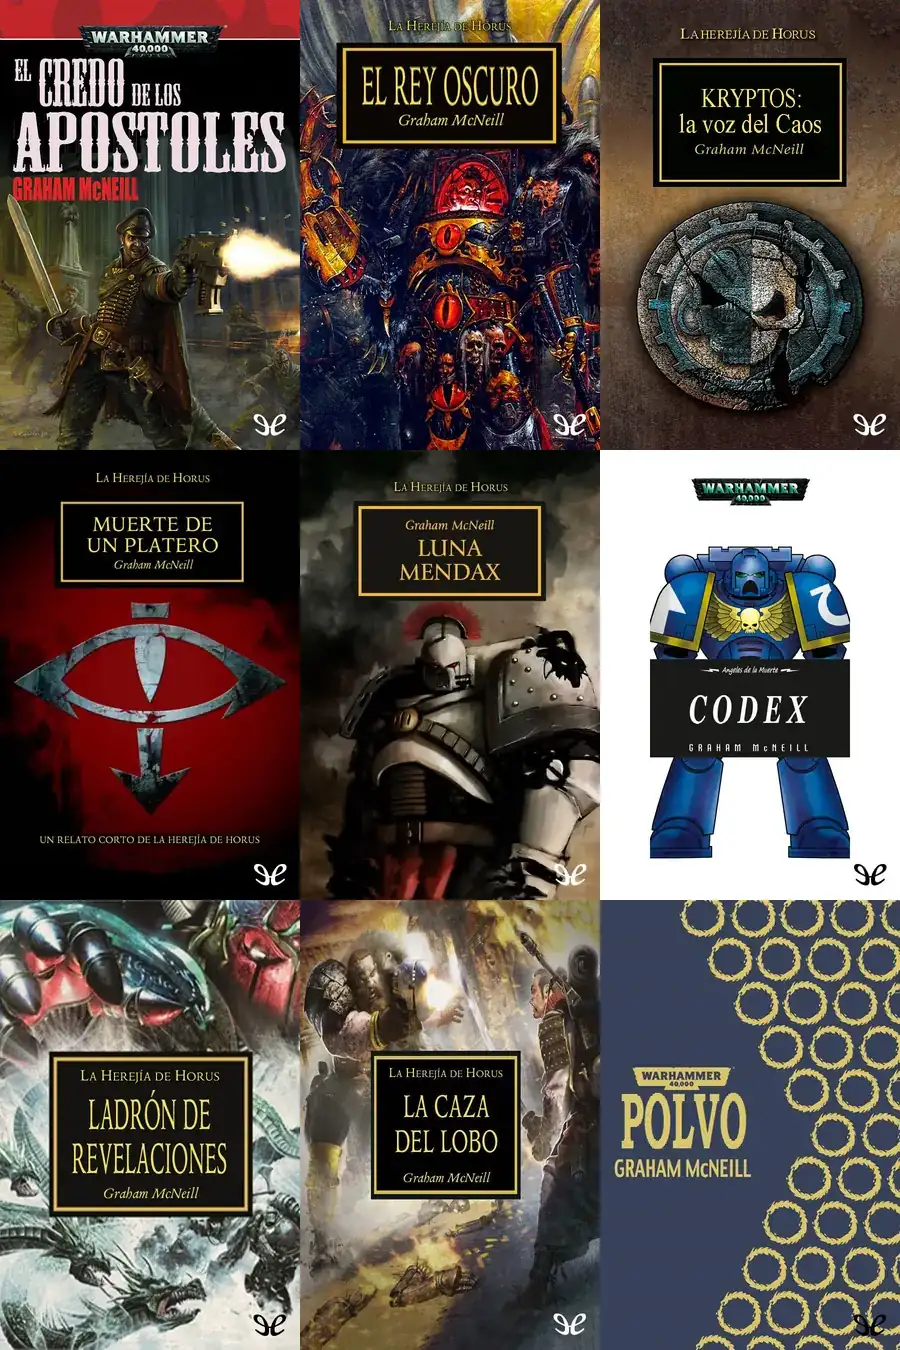 WARHAMMER
40,000
EL CREDO DE LOS
APOSTOLES
GRAHAM McNEILL
LA HEREJÍA DE HORUS
EL REY OSCURO
Graham McNeill
LA HEREJÍA DE HORUS
KRYPTOS:
la voz del Caos
Graham McNeill
LA HEREJÍA DE HORUS
MUERTE DE
UN PLATERO
Graham McNeill
UN RELATO CORTO DE LA HEREJÍA DE HORUS
LA HEREJÍA DE HORUS
Graham McNeill
LUNA
MENDAX
WARHAMMER
40,000
Angeles de la Muerte
CODEX
GRAHAM McNEILL
LA HEREJÍA DE HORUS
LADRÓN DE
REVELACIONES
Graham McNeill
LA HEREJÍA DE HORUS
LA CAZA
DEL LOBO
Graham McNeill
WARHAMMER
40,000
POLVO
GRAHAM McNEILL